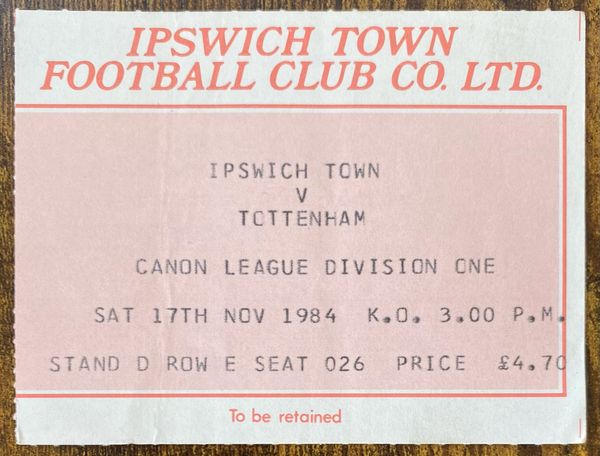 IPSWICH TOWN
FOOTBALL CLUB CO. LTD.
IPSWICH TOWN
V
TOTTENHAM
CANON LEAGUE DIVISION ONE
SAT 17TH NOV 1984 K.O. 3.00 P.M.
STAND D ROW E SEAT 026 PRICE £4.70
To be retained